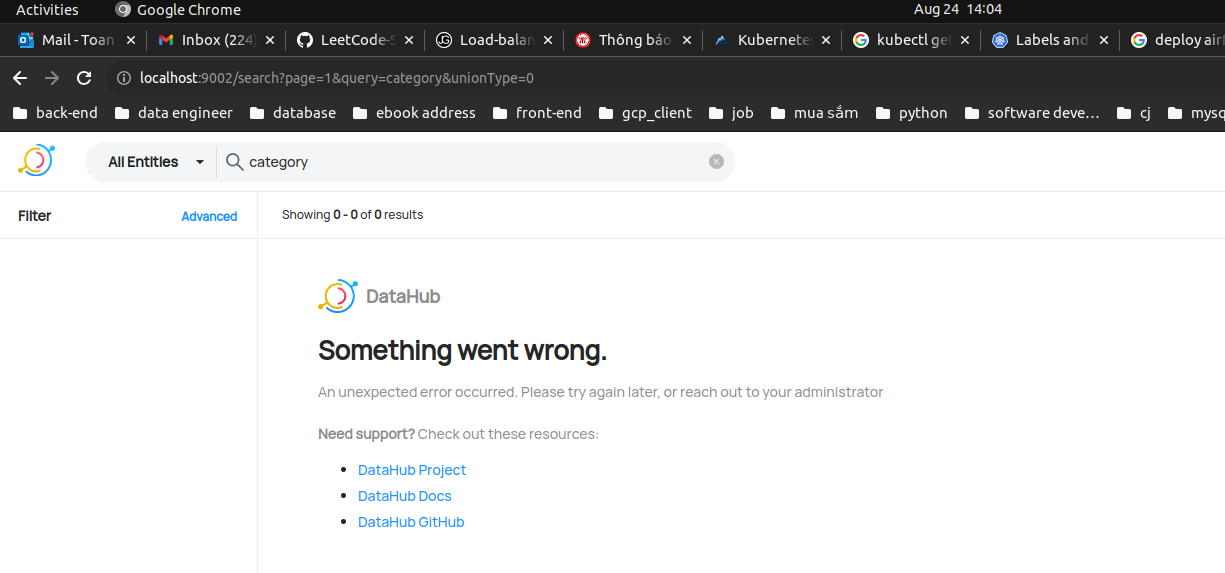 Activities Google Chrome Aug 24 14:04
Mail - Toan Inbox (224) LeetCode-S Load-balan Thông báo Kubernete kubectl ge Labels and deploy airf
localhost:9002/search?page=1&query=category&unionType=0
back-end data engineer database ebook address front-end gcp_client job mua sắm python software deve... cj mysq
All Entities category
Filter Advanced Showing 0 - 0 of 0 results
DataHub
Something went wrong.
An unexpected error occurred. Please try again later, or reach out to your administrator
Need support? Check out these resources:
DataHub Project
DataHub Docs
DataHub GitHub